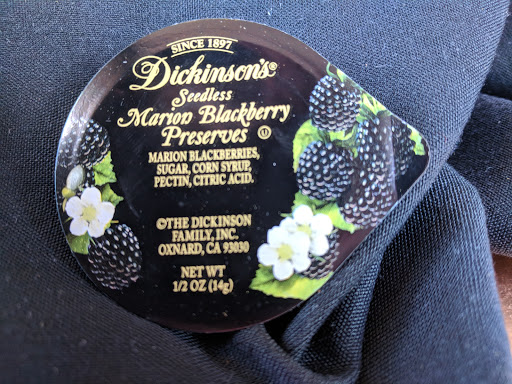 SINCE 1897
Dickinson's®
Seedless
Marion Blackberry
Preserves Ⓤ
MARION BLACKBERRIES,
SUGAR, CORN SYRUP,
PECTIN, CITRIC ACID.
©THE DICKINSON
FAMILY, INC.
OXNARD, CA 93030
NET WT
1/2 OZ (14g)